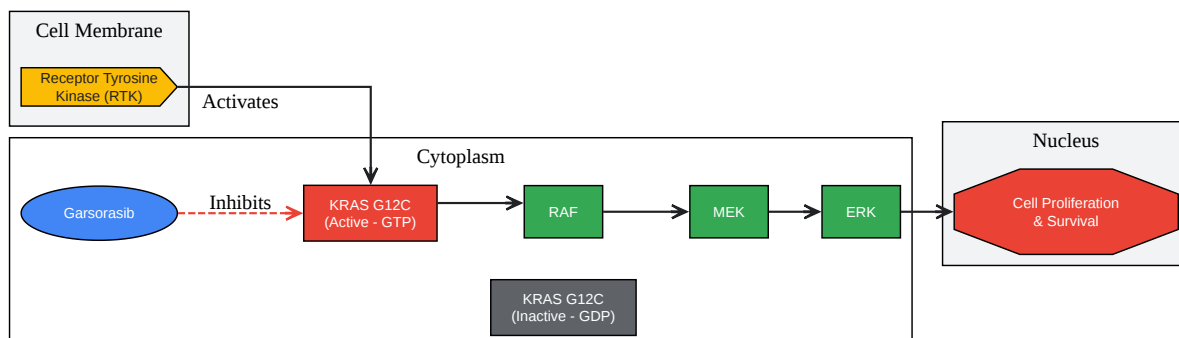 Cell Membrane
Receptor Tyrosine
Kinase (RTK)
Activates
Cytoplasm
Garsorasib
Inhibits
KRAS G12C
(Active - GTP)
RAF
MEK
ERK
KRAS G12C
(Inactive - GDP)
Nucleus
Cell Proliferation
& Survival